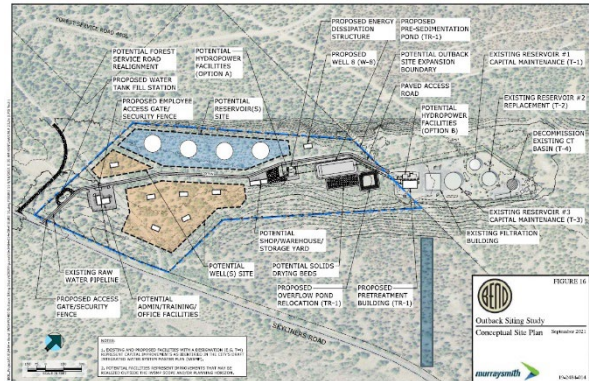 FOREST SERVICE ROAD 4606
POTENTIAL FOREST
SERVICE ROAD
REALIGNMENT
PROPOSED WATER
TANK FILL STATION
PROPOSED EMPLOYEE
ACCESS GATE/
SECURITY FENCE
POTENTIAL
HYDROPOWER
FACILITIES
(OPTION A)
POTENTIAL
RESERVOIR(S)
SITE
PROPOSED ENERGY
DISSIPATION
STRUCTURE
PROPOSED
WELL 8 (W-8)
PROPOSED
PRE-SEDIMENTATION
POND (TR-1)
POTENTIAL OUTBACK
SITE EXPANSION
BOUNDARY
PAVED ACCESS
ROAD
POTENTIAL
HYDROPOWER
FACILITIES
(OPTION B)
EXISTING RESERVOIR #1
CAPITAL MAINTENANCE
(T-1)
EXISTING RESERVOIR #2
REPLACEMENT (T-2)
DECOMMISSION
EXISTING CT
BASIN (T-4)
EXISTING RESERVOIR #3
CAPITAL MAINTENANCE (T-3)
EXISTING FILTRATION
BUILDING
POTENTIAL
SHOP/WAREHOUSE/
STORAGE YARD
POTENTIAL
WELL(S) SITE
POTENTIAL SOLIDS
DRYING BEDS
PROPOSED
OVERFLOW POND
RELOCATION (TR-1)
PROPOSED
PRETREATMENT
BUILDING (TR-1)
EXISTING RAW
WATER PIPELINE
PROPOSED ACCESS
GATE/SECURITY
FENCE
POTENTIAL
ADMIN/TRAINING/
OFFICE FACILITIES
SKYLINERS ROAD
NOTES
FIGURE 16
BEND
Outback Siting Study
Conceptual Site Plan
September 2021
murraysmith